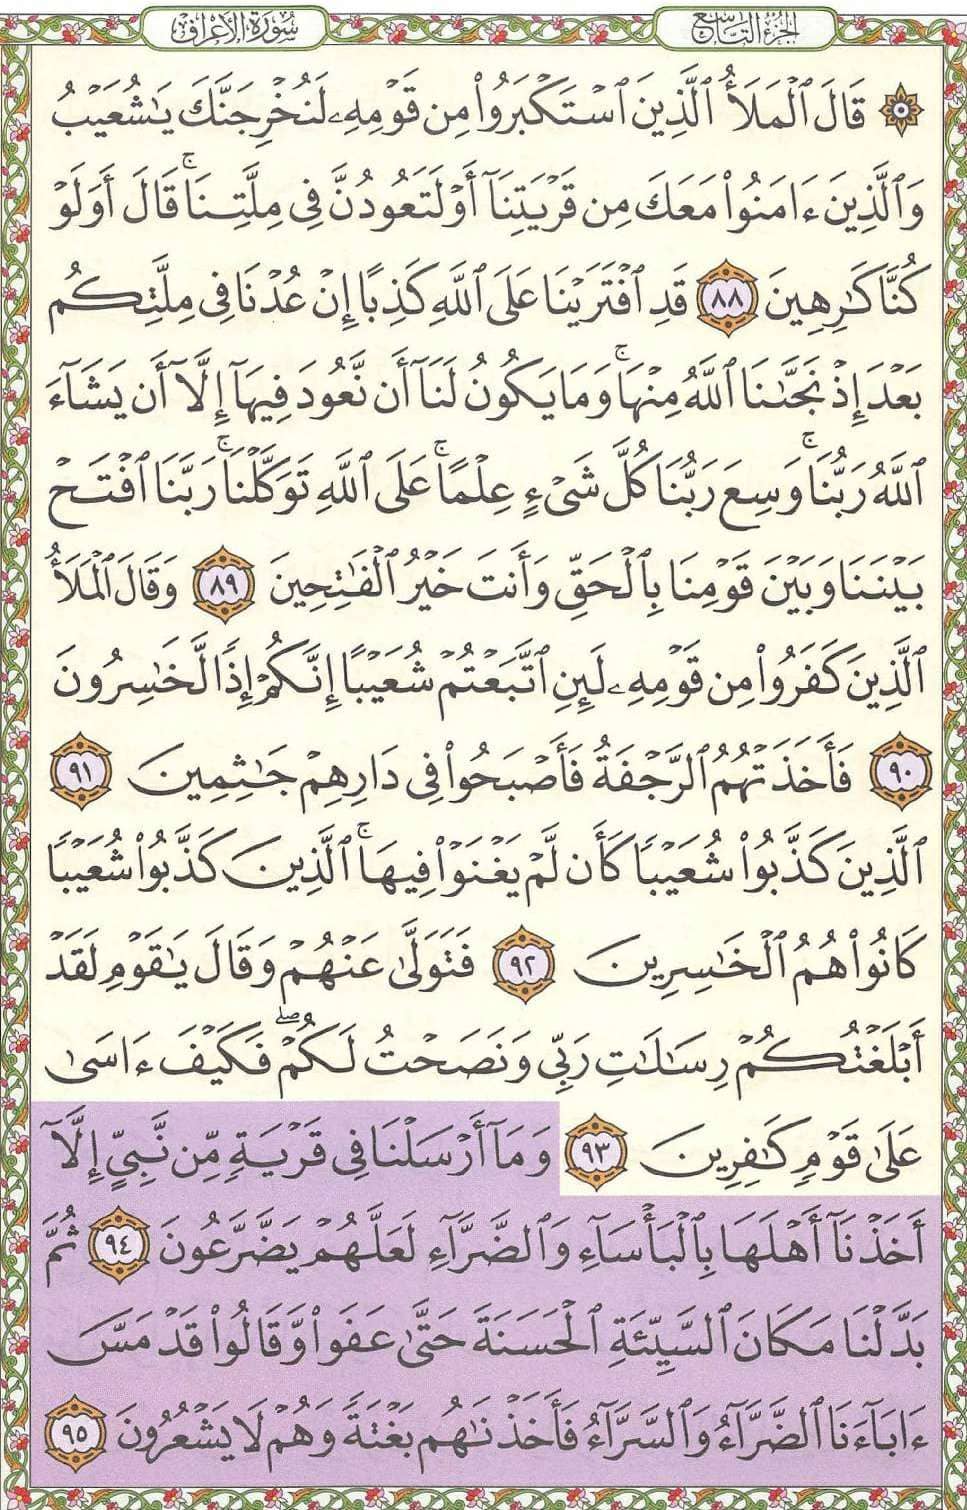 الجزء التاسع
سورة الأعراف
۞ قَالَ ٱلْمَلَأُ ٱلَّذِينَ ٱسْتَكْبَرُوا۟ مِن قَوْمِهِۦ لَنُخْرِجَنَّكَ يَـٰشُعَيْبُ
وَٱلَّذِينَ ءَامَنُوا۟ مَعَكَ مِن قَرْيَتِنَآ أَوْ لَتَعُودُنَّ فِى مِلَّتِنَا ۚ قَالَ أَوَلَوْ
كُنَّا كَـٰرِهِينَ ٨٨ قَدِ ٱفْتَرَيْنَا عَلَى ٱللَّهِ كَذِبًا إِنْ عُدْنَا فِى مِلَّتِكُم
بَعْدَ إِذْ نَجَّىٰنَا ٱللَّهُ مِنْهَا ۚ وَمَا يَكُونُ لَنَآ أَن نَّعُودَ فِيهَآ إِلَّآ أَن يَشَآءَ
ٱللَّهُ رَبُّنَا ۚ وَسِعَ رَبُّنَا كُلَّ شَىْءٍ عِلْمًا ۚ عَلَى ٱللَّهِ تَوَكَّلْنَا ۚ رَبَّنَا ٱفْتَحْ
بَيْنَنَا وَبَيْنَ قَوْمِنَا بِٱلْحَقِّ وَأَنتَ خَيْرُ ٱلْفَـٰتِحِينَ ٨٩ وَقَالَ ٱلْمَلَأُ
ٱلَّذِينَ كَفَرُوا۟ مِن قَوْمِهِۦ لَئِنِ ٱتَّبَعْتُمْ شُعَيْبًا إِنَّكُمْ إِذًا لَّخَـٰسِرُونَ
٩٠ فَأَخَذَتْهُمُ ٱلرَّجْفَةُ فَأَصْبَحُوا۟ فِى دَارِهِمْ جَـٰثِمِينَ ٩١
ٱلَّذِينَ كَذَّبُوا۟ شُعَيْبًا كَأَن لَّمْ يَغْنَوْا۟ فِيهَا ۚ ٱلَّذِينَ كَذَّبُوا۟ شُعَيْبًا
كَانُوا۟ هُمُ ٱلْخَـٰسِرِينَ ٩٢ فَتَوَلَّىٰ عَنْهُمْ وَقَالَ يَـٰقَوْمِ لَقَدْ
أَبْلَغْتُكُمْ رِسَـٰلَـٰتِ رَبِّى وَنَصَحْتُ لَكُمْ ۖ فَكَيْفَ ءَاسَىٰ
عَلَىٰ قَوْمٍ كَـٰفِرِينَ ٩٣ وَمَآ أَرْسَلْنَا فِى قَرْيَةٍ مِّن نَّبِىٍّ إِلَّآ
أَخَذْنَآ أَهْلَهَا بِٱلْبَأْسَآءِ وَٱلضَّرَّآءِ لَعَلَّهُمْ يَضَّرَّعُونَ ٩٤ ثُمَّ
بَدَّلْنَا مَكَانَ ٱلسَّيِّئَةِ ٱلْحَسَنَةَ حَتَّىٰ عَفَوا۟ وَّقَالُوا۟ قَدْ مَسَّ
ءَابَآءَنَا ٱلضَّرَّآءُ وَٱلسَّرَّآءُ فَأَخَذْنَـٰهُم بَغْتَةً وَهُمْ لَا يَشْعُرُونَ ٩٥